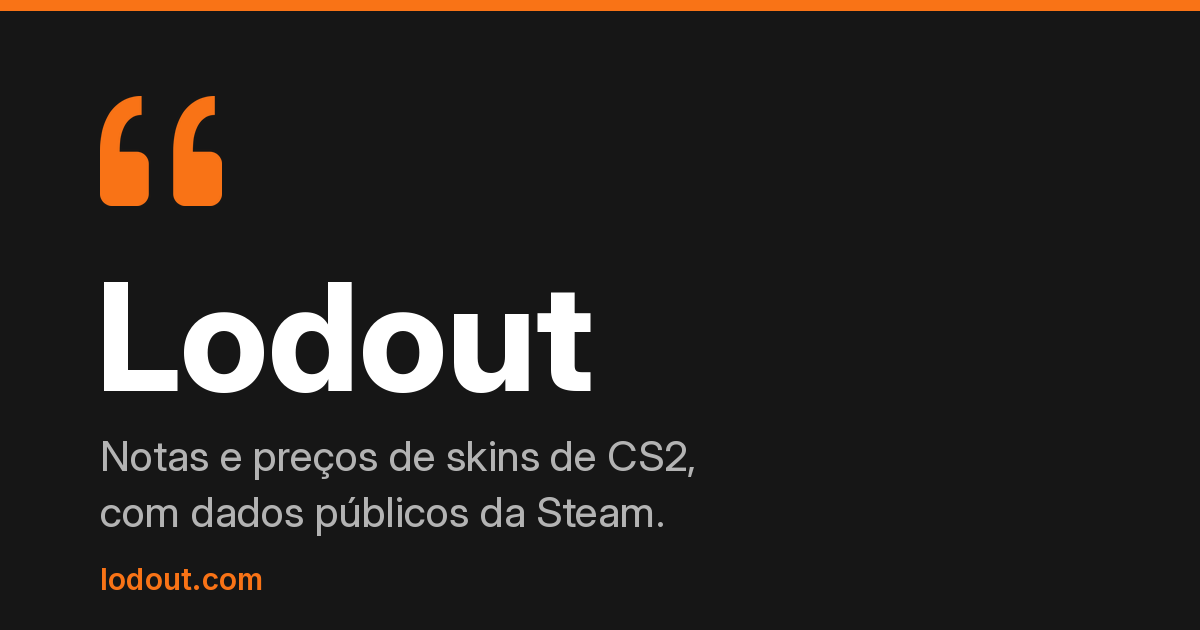 Lodout
Notas e preços de skins de CS2,
com dados públicos da Steam.
lodout.com